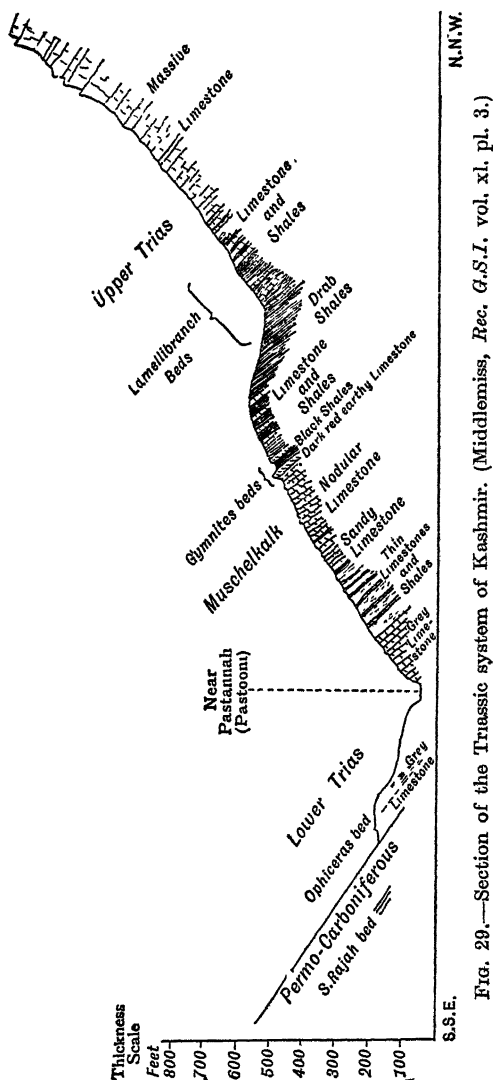 Thickness
Scale
Feet
800
700
600
500
400
300
200
100
S.S.E.
N.N.W.
Permo-Carboniferous
S.Rajah bed
Ophiceras bed
Lower Trias
Grey
Limestone
Near
Pastannah
(Pastooni)
Grey
Lime-
stone
Thin
Limestones
and
Shales
Sandy
Limestone
Muschelkalk
Nodular
Limestone
Gymnites beds
Dark red earthy Limestone
Black Shales
Limestone
and
Shales
Lamellibranch
Beds
Drab
Shales
Upper Trias
Limestone
and
Shales
Massive
Limestone
FIG. 29.—Section of the Triassic system of Kashmir. (Middlemiss, Rec. G.S.I. vol. xl. pl. 3.)